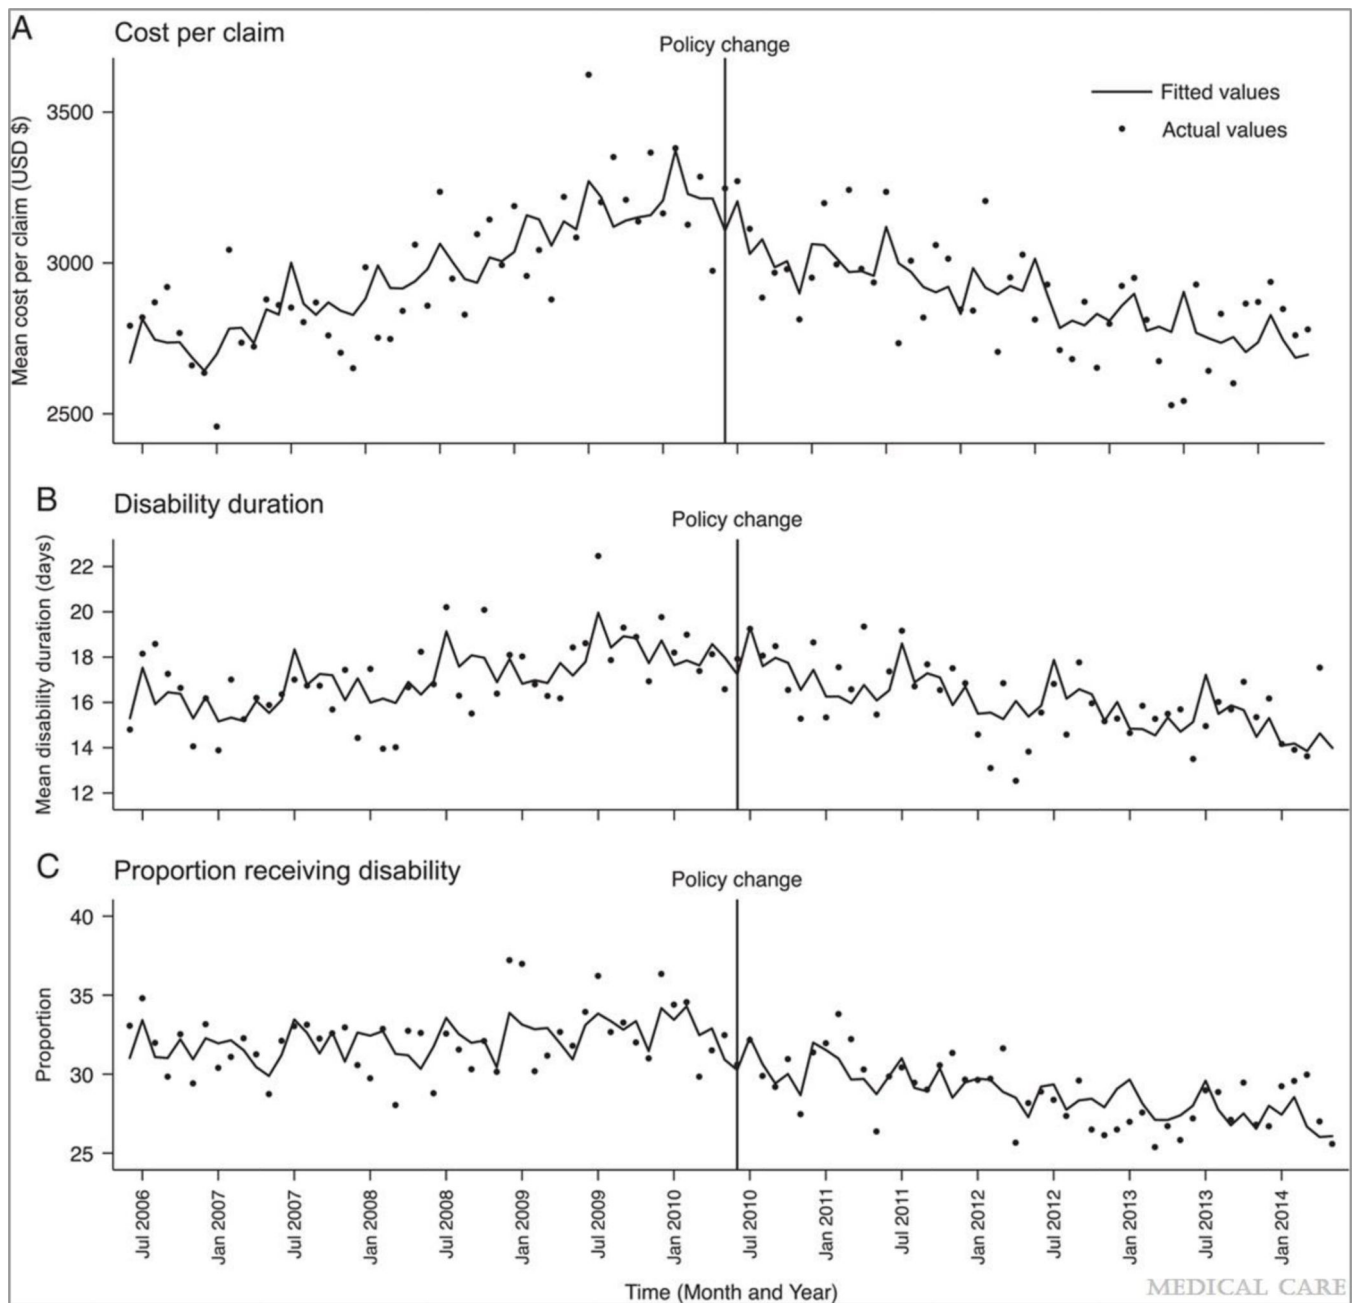 A Cost per claim
Policy change
Fitted values
Actual values
Mean cost per claim (USD $)
3500
3000
2500
B Disability duration
Policy change
Mean disability duration (days)
22
20
18
16
14
12
C Proportion receiving disability
Policy change
Proportion
40
35
30
25
Jul 2006
Jan 2007
Jul 2007
Jan 2008
Jul 2008
Jan 2009
Jul 2009
Jan 2010
Jul 2010
Jan 2011
Jul 2011
Jan 2012
Jul 2012
Jan 2013
Jul 2013
Jan 2014
Time (Month and Year)
MEDICAL CARE